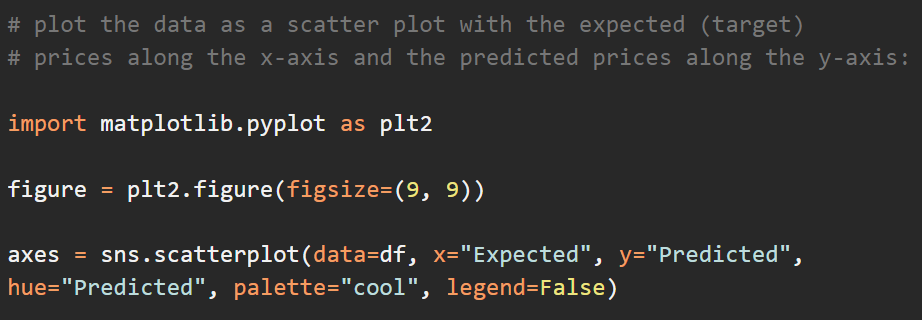 # plot the data as a scatter plot with the expected (target)
# prices along the x-axis and the predicted prices along the y-axis:
import matplotlib.pyplot as plt2
figure = plt2.figure(figsize=(9, 9))
axes = sns.scatterplot(data=df, x="Expected", y="Predicted",
hue="Predicted", palette="cool", legend=False)